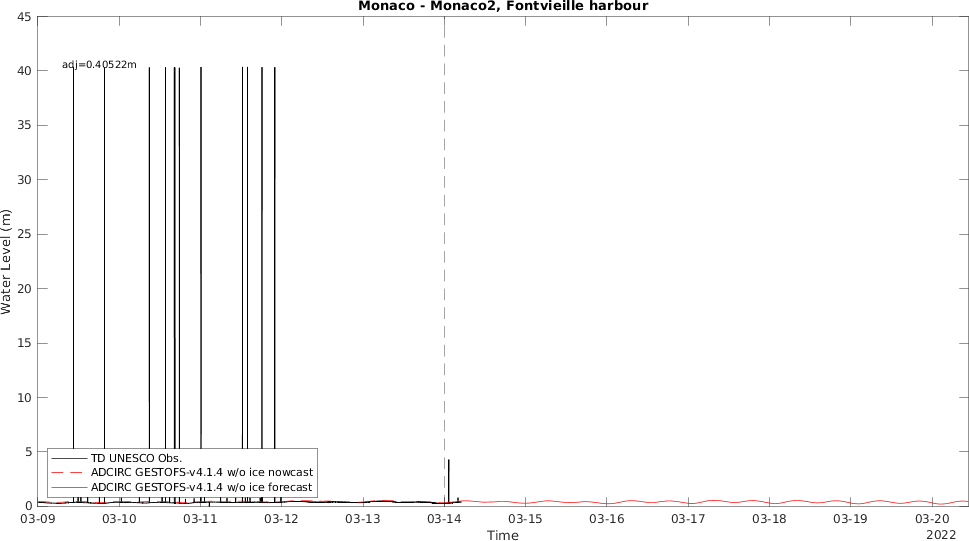 Monaco - Monaco2, Fontvieille harbour
45
40
35
30
25
20
15
10
5
0
Water Level (m)
adj=0.40522m
TD UNESCO Obs.
ADCIRC GESTOFS-v4.1.4 w/o ice nowcast
ADCIRC GESTOFS-v4.1.4 w/o ice forecast
03-09 03-10 03-11 03-12 03-13 03-14 03-15 03-16 03-17 03-18 03-19 03-20
Time
2022